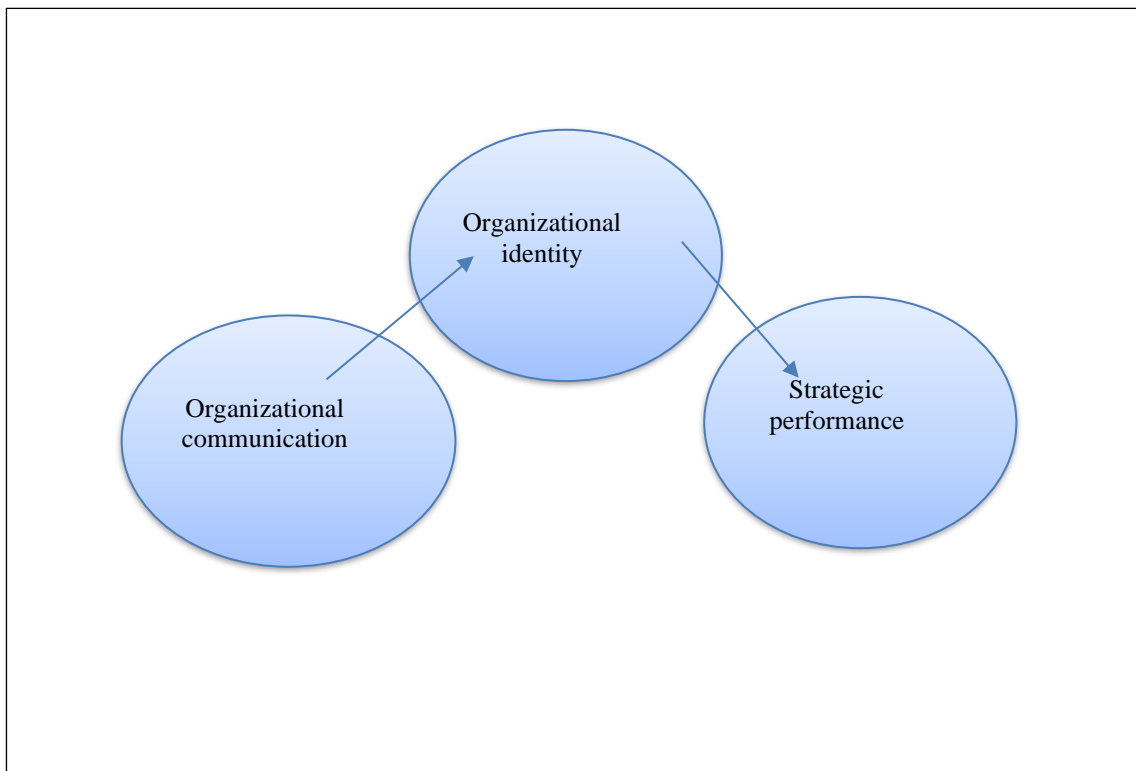 Organizational
identity
Organizational
communication
Strategic
performance